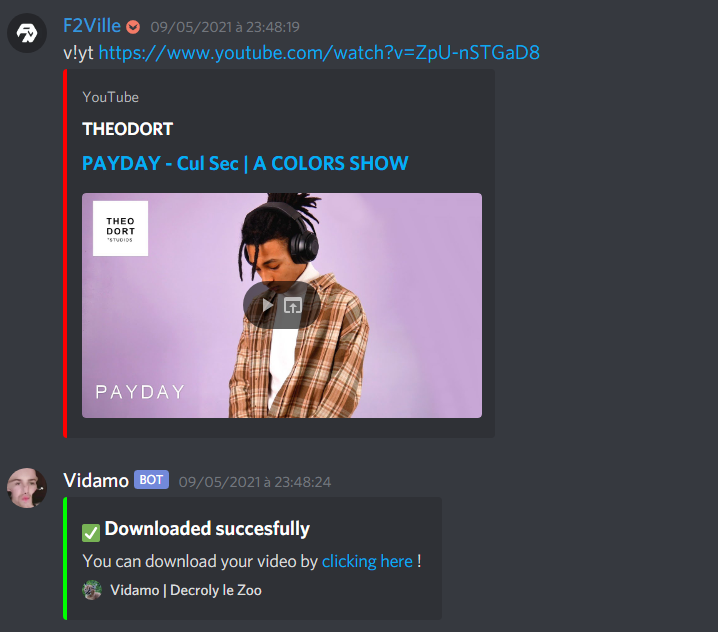 F2Ville 09/05/2021 à 23:48:19
v!yt https://www.youtube.com/watch?v=ZpU-nSTGaD8
YouTube
THEODORT
PAYDAY - Cul Sec | A COLORS SHOW
THEO
DORT
*STUDIOS
PAYDAY
Vidamo BOT 09/05/2021 à 23:48:24
Downloaded succesfully
You can download your video by clicking here !
Vidamo | Decroly le Zoo